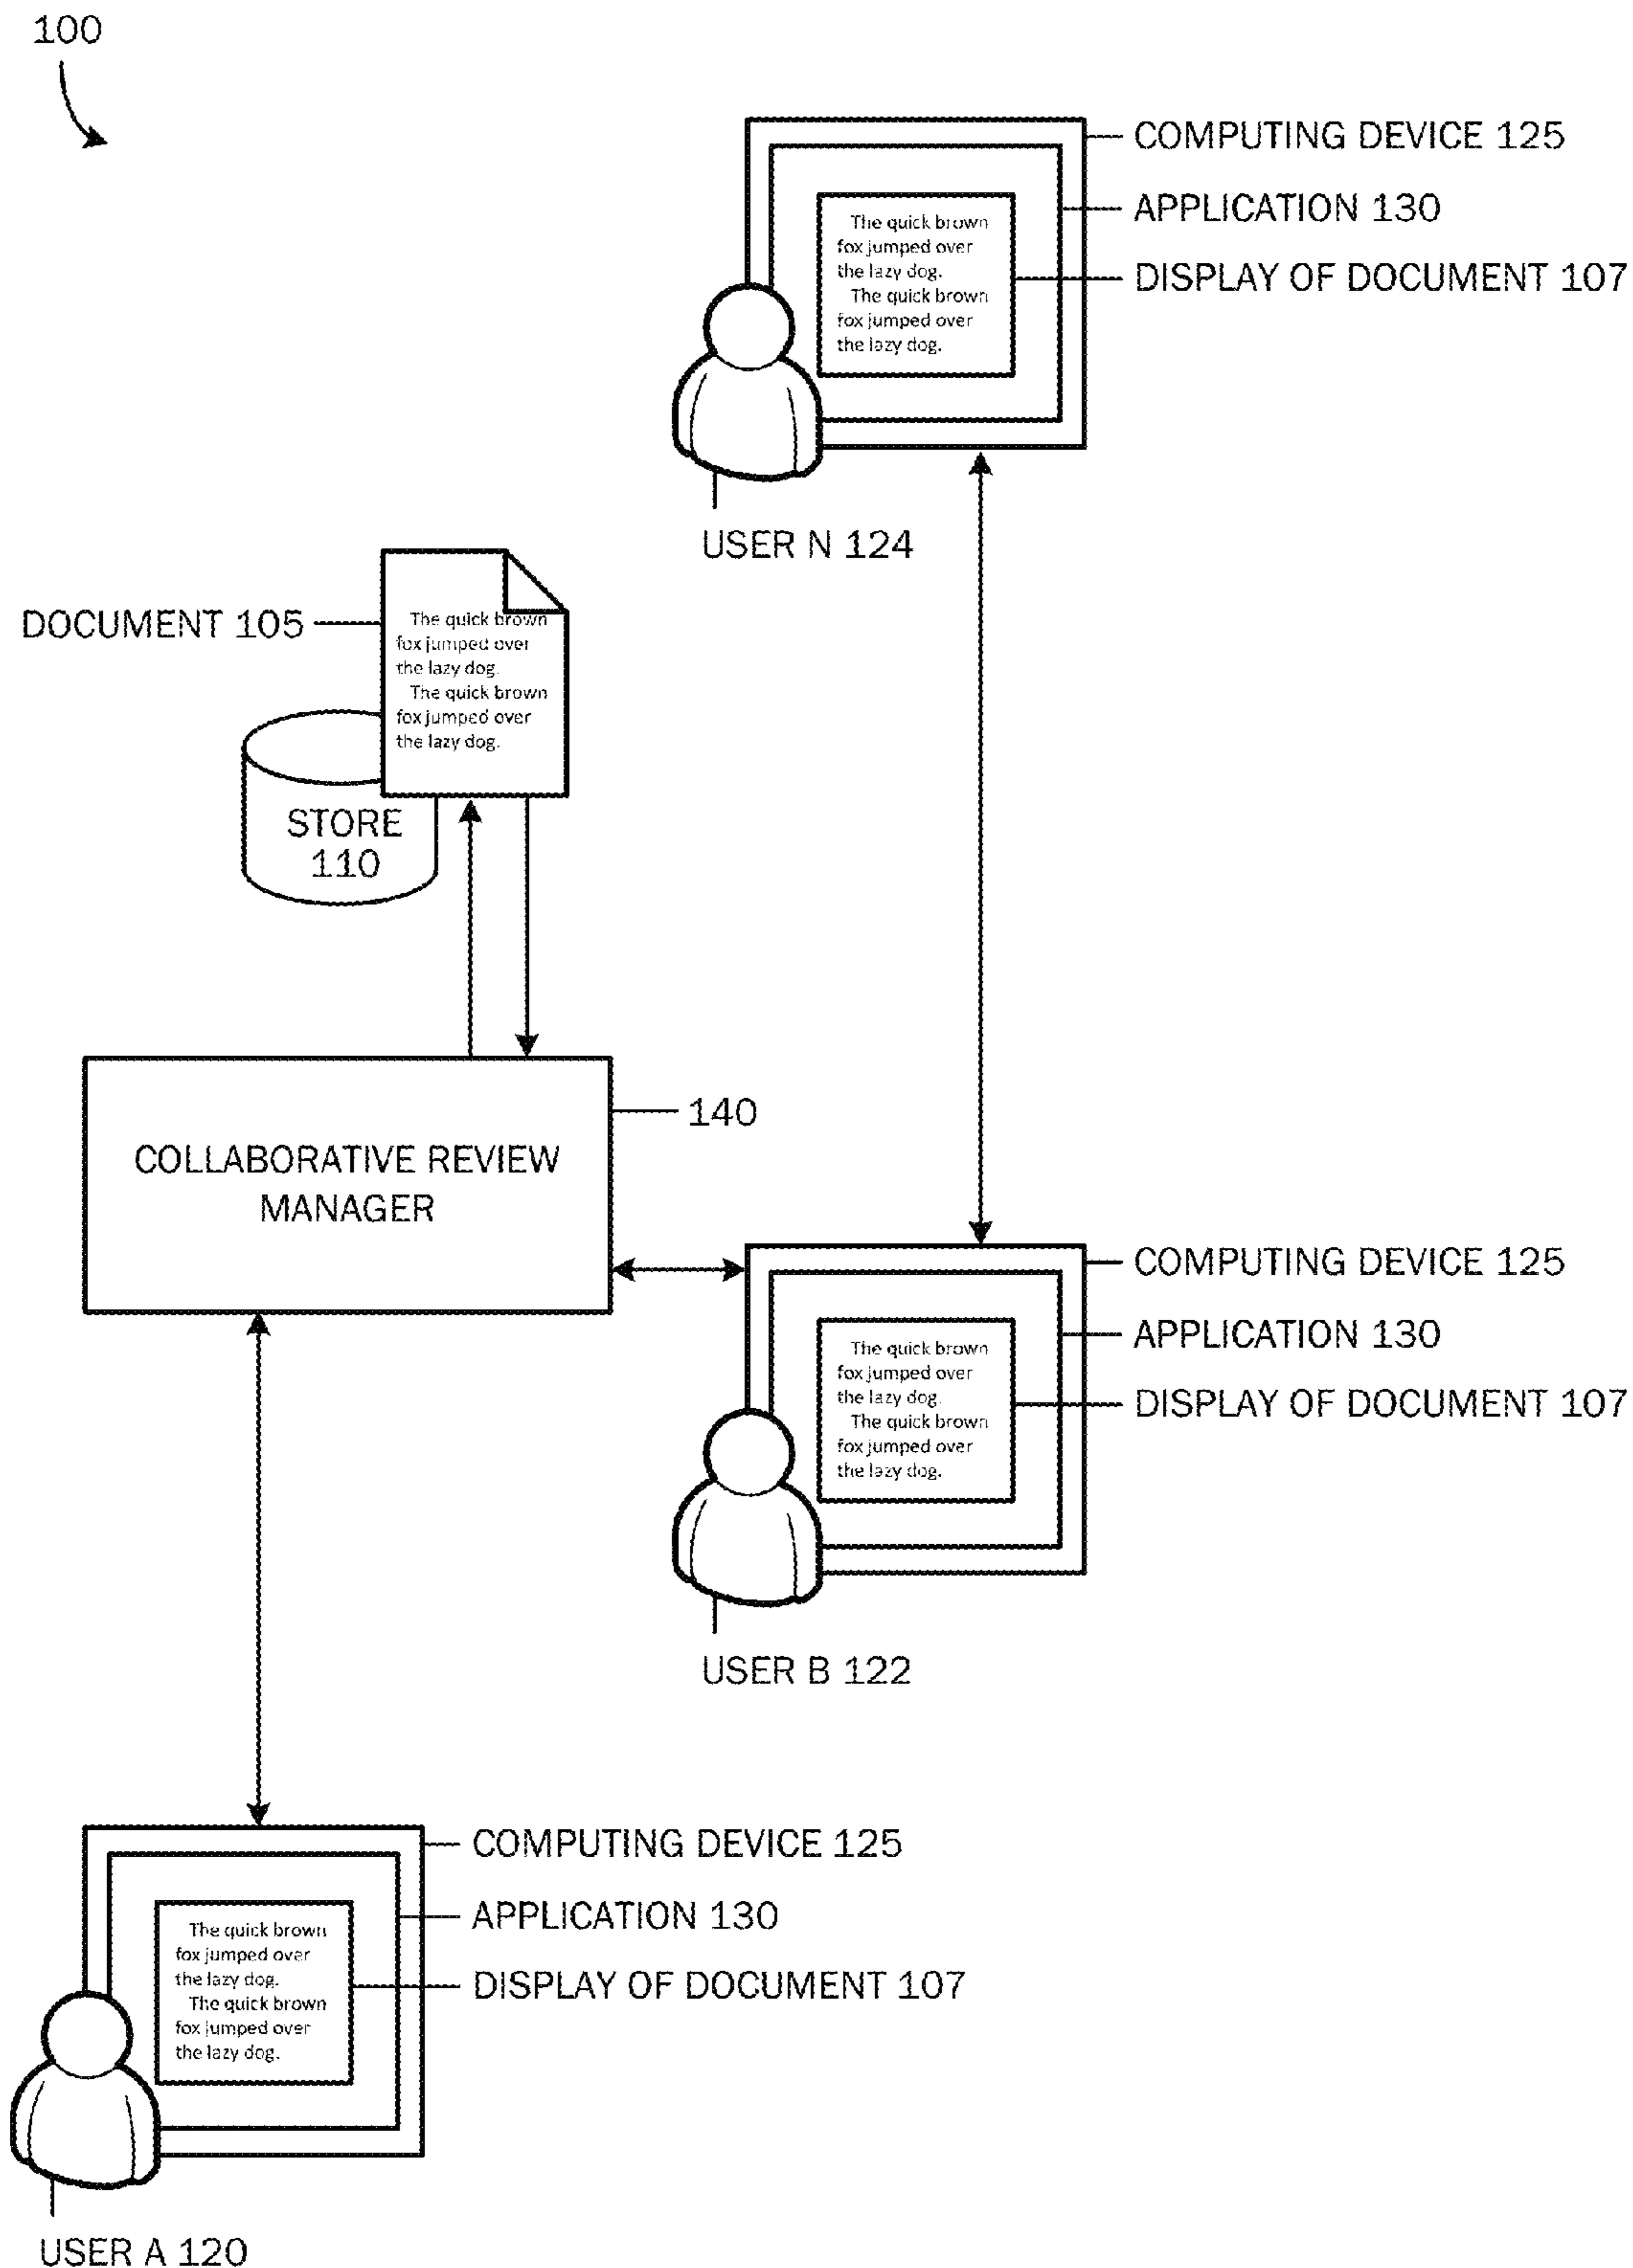 100
COMPUTING DEVICE 125
APPLICATION 130
DISPLAY OF DOCUMENT 107
The quick brown
fox jumped over
the lazy dog.
The quick brown
fox jumped over
the lazy dog.
USER N 124
DOCUMENT 105
The quick brown
fox jumped over
the lazy dog.
The quick brown
fox jumped over
the lazy dog.
STORE
110
140
COLLABORATIVE REVIEW
MANAGER
COMPUTING DEVICE 125
APPLICATION 130
DISPLAY OF DOCUMENT 107
The quick brown
fox jumped over
the lazy dog.
The quick brown
fox jumped over
the lazy dog.
USER B 122
COMPUTING DEVICE 125
APPLICATION 130
DISPLAY OF DOCUMENT 107
The quick brown
fox jumped over
the lazy dog.
The quick brown
fox jumped over
the lazy dog.
USER A 120